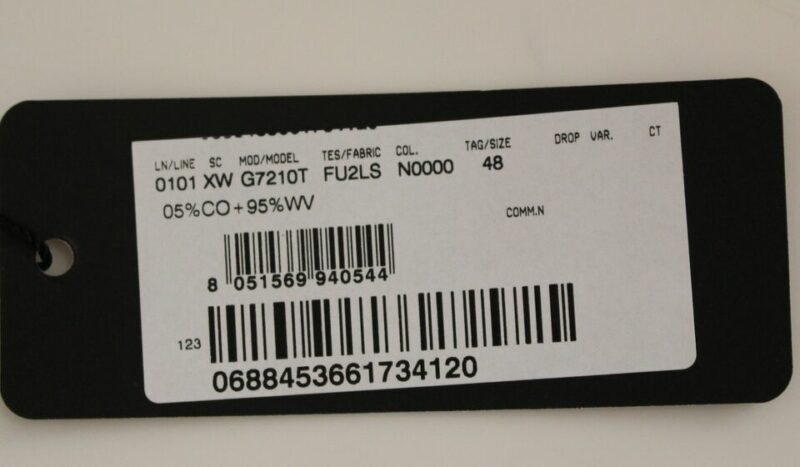 LN/LINE SC MOD/MODEL TES/FABRIC COL. TAG/SIZE DROP VAR. CT
0101 XW G7210T FU2LS N0000 48
05%CO + 95%WV
COMM.N
8 051569 940544
123
0688453661734120